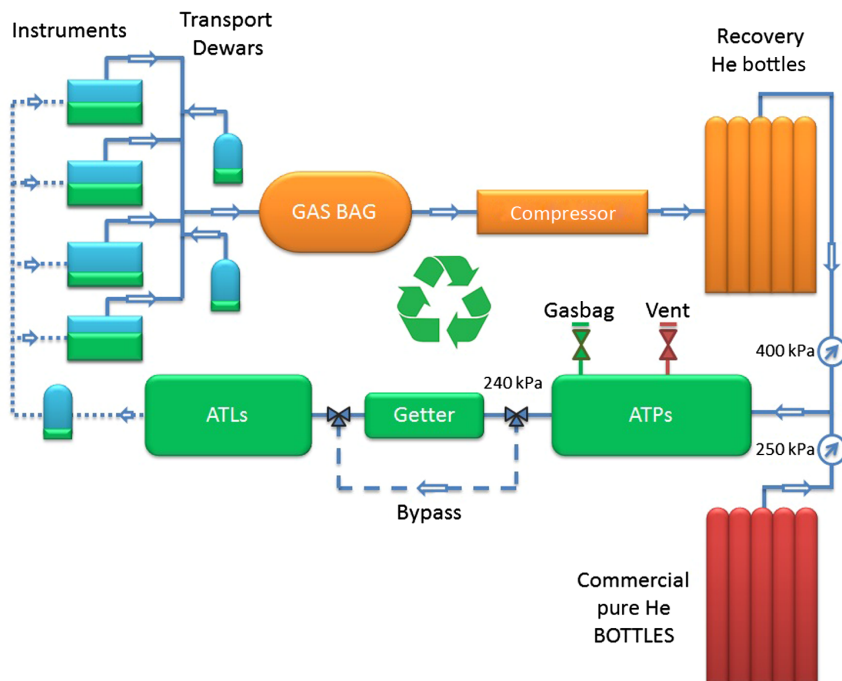 Instruments
Transport
Dewars
Recovery
He bottles
GAS BAG
Compressor
Gasbag
Vent
400 kPa
240 kPa
ATLs
Getter
ATPs
250 kPa
Bypass
Commercial
pure He
BOTTLES